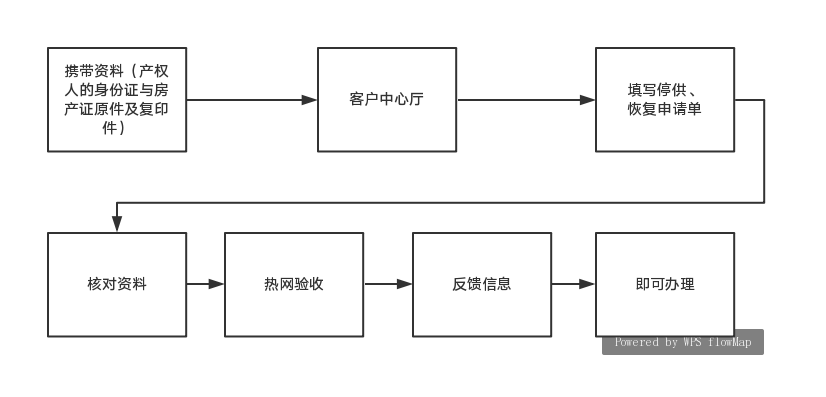 携带资料（产权
人的身份证与房
产证原件及复印
件）
客户中心厅
填写停供、
恢复申请单
核对资料
热网验收
反馈信息
即可办理
Powered by WPS flowMap